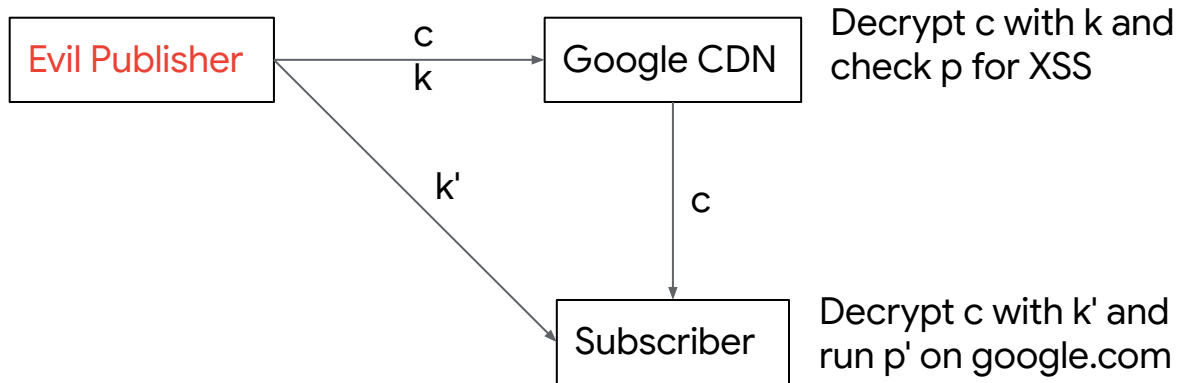 Evil Publisher
c
k
Google CDN
Decrypt c with k and
check p for XSS
k'
c
Subscriber
Decrypt c with k' and
run p' on google.com